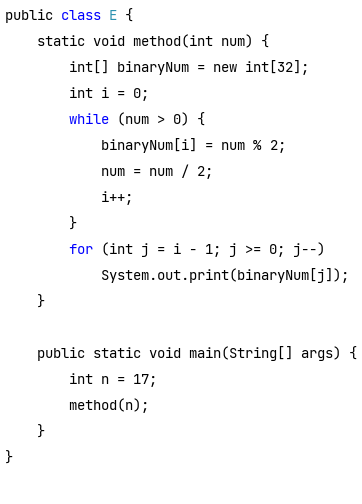 public class E {
    static void method(int num) {
        int[] binaryNum = new int[32];
        int i = 0;
        while (num > 0) {
            binaryNum[i] = num % 2;
            num = num / 2;
            i++;
        }
        for (int j = i - 1; j >= 0; j--)
            System.out.print(binaryNum[j]);
    }

    public static void main(String[] args) {
        int n = 17;
        method(n);
    }
}